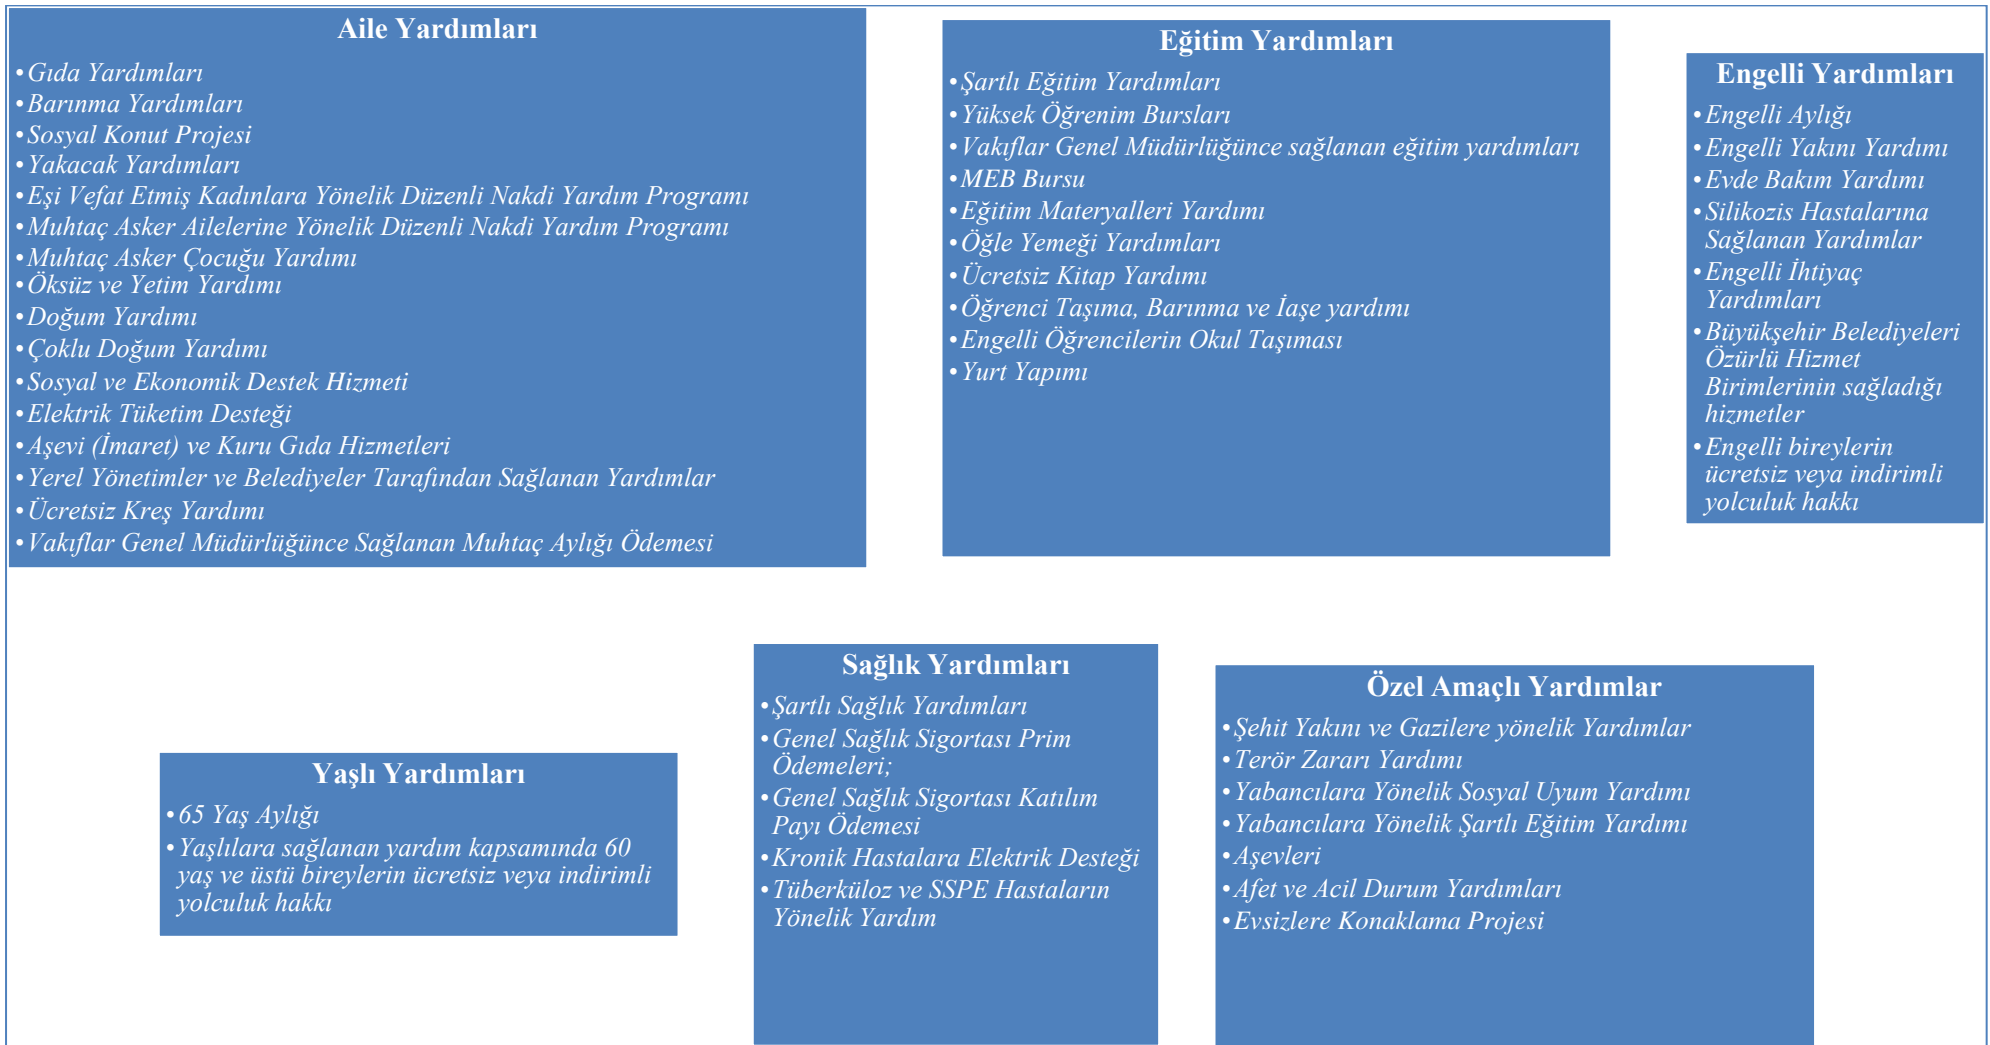 Aile Yardımları
•Gıda Yardımları
•Barınma Yardımları
•Sosyal Konut Projesi
•Yakacak Yardımları
•Eşi Vefat Etmiş Kadınlara Yönelik Düzenli Nakdi Yardım Programı
•Muhtaç Asker Ailelerine Yönelik Düzenli Nakdi Yardım Programı
•Muhtaç Asker Çocuğu Yardımı
•Öksüz ve Yetim Yardımı
•Doğum Yardımı
•Çoklu Doğum Yardımı
•Sosyal ve Ekonomik Destek Hizmeti
•Elektrik Tüketim Desteği
•Aşevi (İmaret) ve Kuru Gıda Hizmetleri
•Yerel Yönetimler ve Belediyeler Tarafından Sağlanan Yardımlar
•Ücretsiz Kreş Yardımı
•Vakıflar Genel Müdürlüğünce Sağlanan Muhtaç Aylığı Ödemesi
Eğitim Yardımları
•Şartlı Eğitim Yardımları
•Yüksek Öğrenim Bursları
•Vakıflar Genel Müdürlüğünce sağlanan eğitim yardımları
•MEB Bursu
•Eğitim Materyalleri Yardımı
•Öğle Yemeği Yardımları
•Ücretsiz Kitap Yardımı
•Öğrenci Taşıma, Barınma ve İaşe yardımı
•Engelli Öğrencilerin Okul Taşıması
•Yurt Yapımı
Engelli Yardımları
•Engelli Aylığı
•Engelli Yakını Yardımı
•Evde Bakım Yardımı
•Silikozis Hastalarına
Sağlanan Yardımlar
•Engelli İhtiyaç
Yardımları
•Büyükşehir Belediyeleri
Özürlü Hizmet
Birimlerinin sağladığı
hizmetler
•Engelli bireylerin
ücretsiz veya indirimli
yolculuk hakkı
Yaşlı Yardımları
•65 Yaş Aylığı
•Yaşlılara sağlanan yardım kapsamında 60
yaş ve üstü bireylerin ücretsiz veya indirimli
yolculuk hakkı
Sağlık Yardımları
•Şartlı Sağlık Yardımları
•Genel Sağlık Sigortası Prim
Ödemeleri;
•Genel Sağlık Sigortası Katılım
Payı Ödemesi
•Kronik Hastalara Elektrik Desteği
•Tüberküloz ve SSPE Hastaların
Yönelik Yardım
Özel Amaçlı Yardımlar
•Şehit Yakını ve Gazilere yönelik Yardımlar
•Terör Zararı Yardımı
•Yabancılara Yönelik Sosyal Uyum Yardımı
•Yabancılara Yönelik Şartlı Eğitim Yardımı
•Aşevleri
•Afet ve Acil Durum Yardımları
•Evsizlere Konaklama Projesi